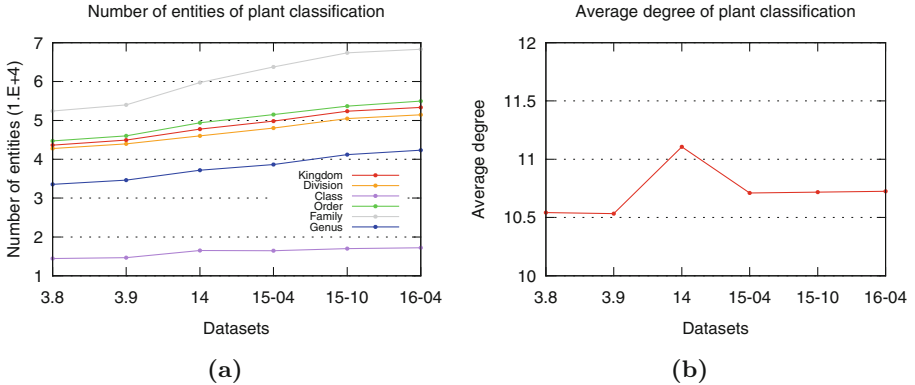 Number of entities of plant classification
Number of entities (1.E+4)
7
6
5
4
3
2
1
Kingdom
Division
Class
Order
Family
Genus
3.8 3.9 14 15-04 15-10 16-04
Datasets
(a)
Average degree of plant classification
Average degree
12
11.5
11
10.5
10
3.8 3.9 14 15-04 15-10 16-04
Datasets
(b)